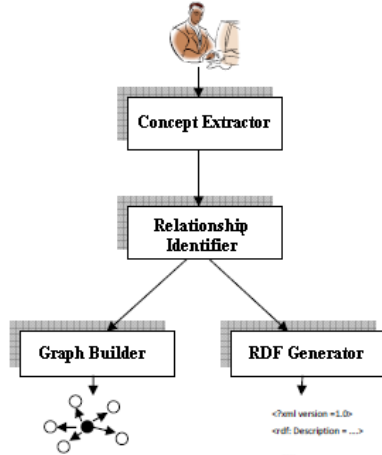 Concept Extractor
Relationship
Identifier
Graph Builder
RDF Generator
<?xml version =1.0>
<rdf: Description = ....>